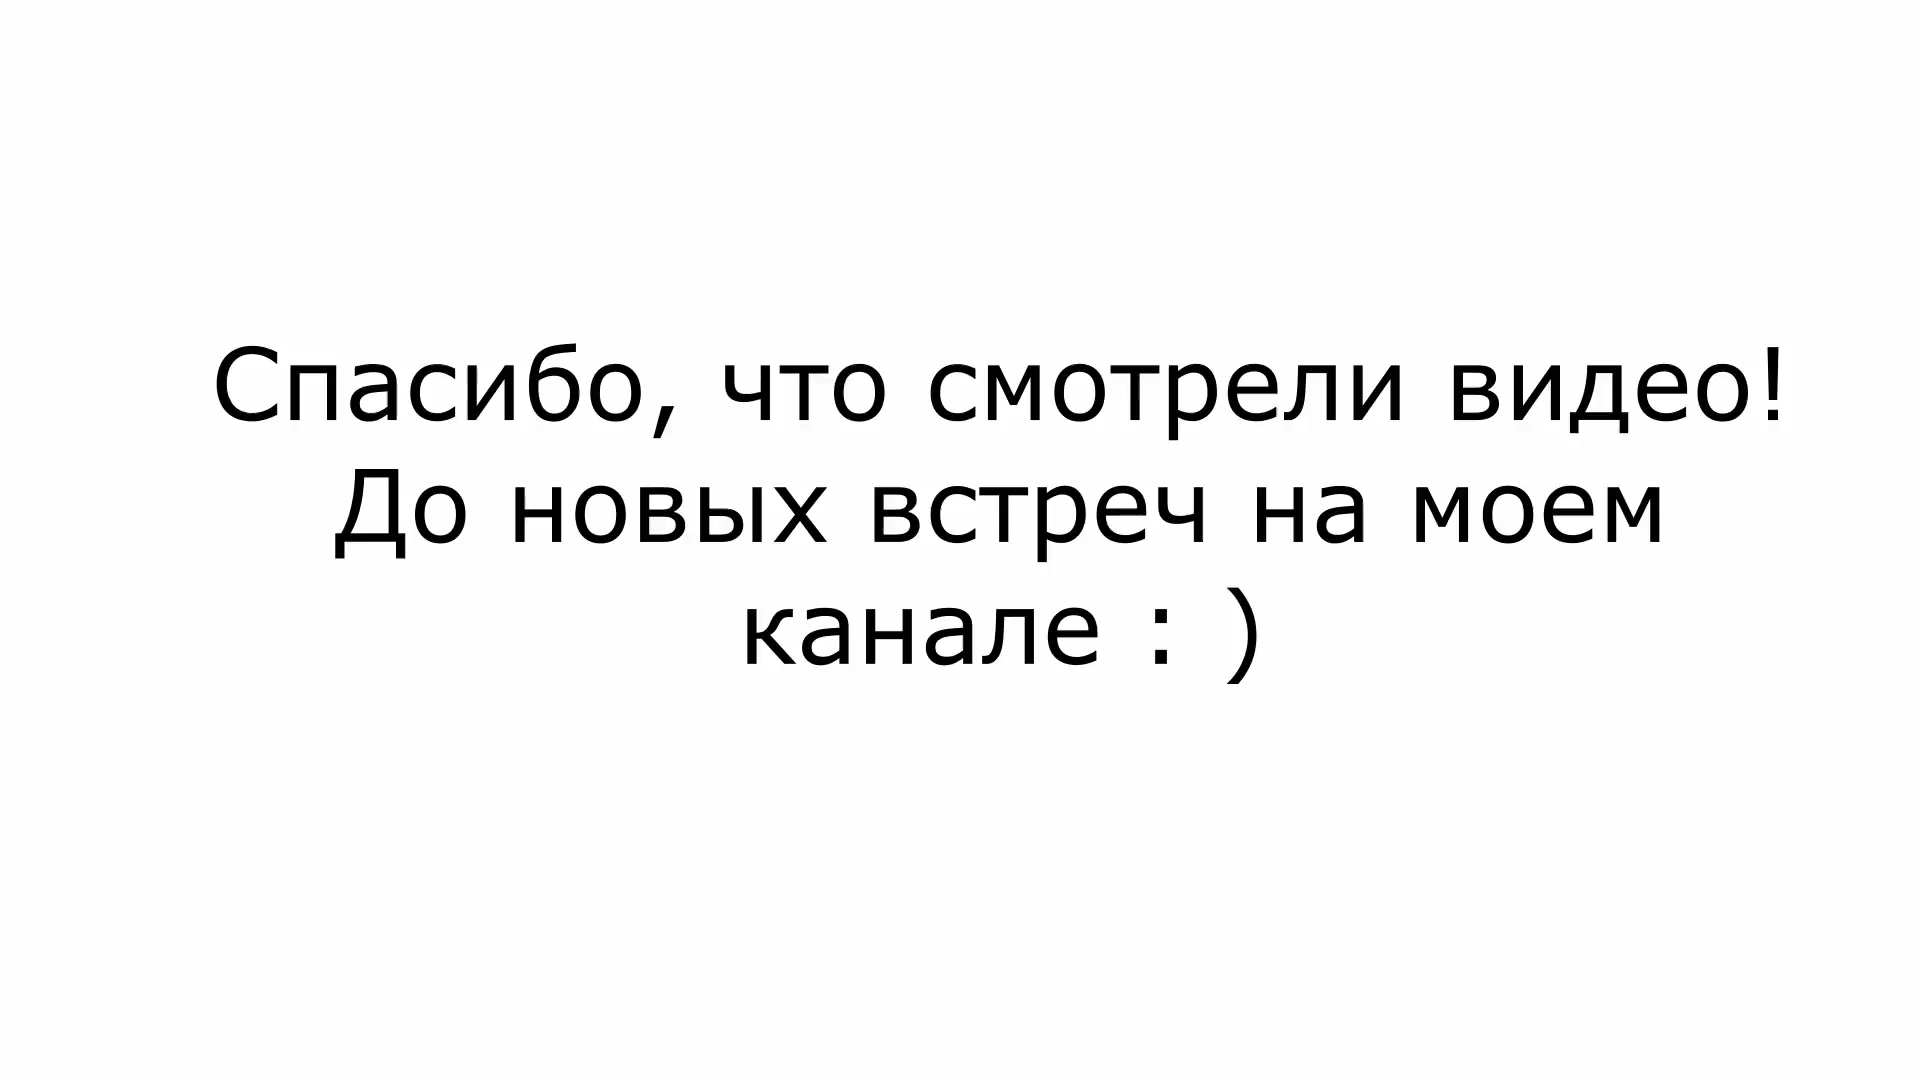 Спасибо, что смотрели видео!
До новых встреч на моем
канале : )